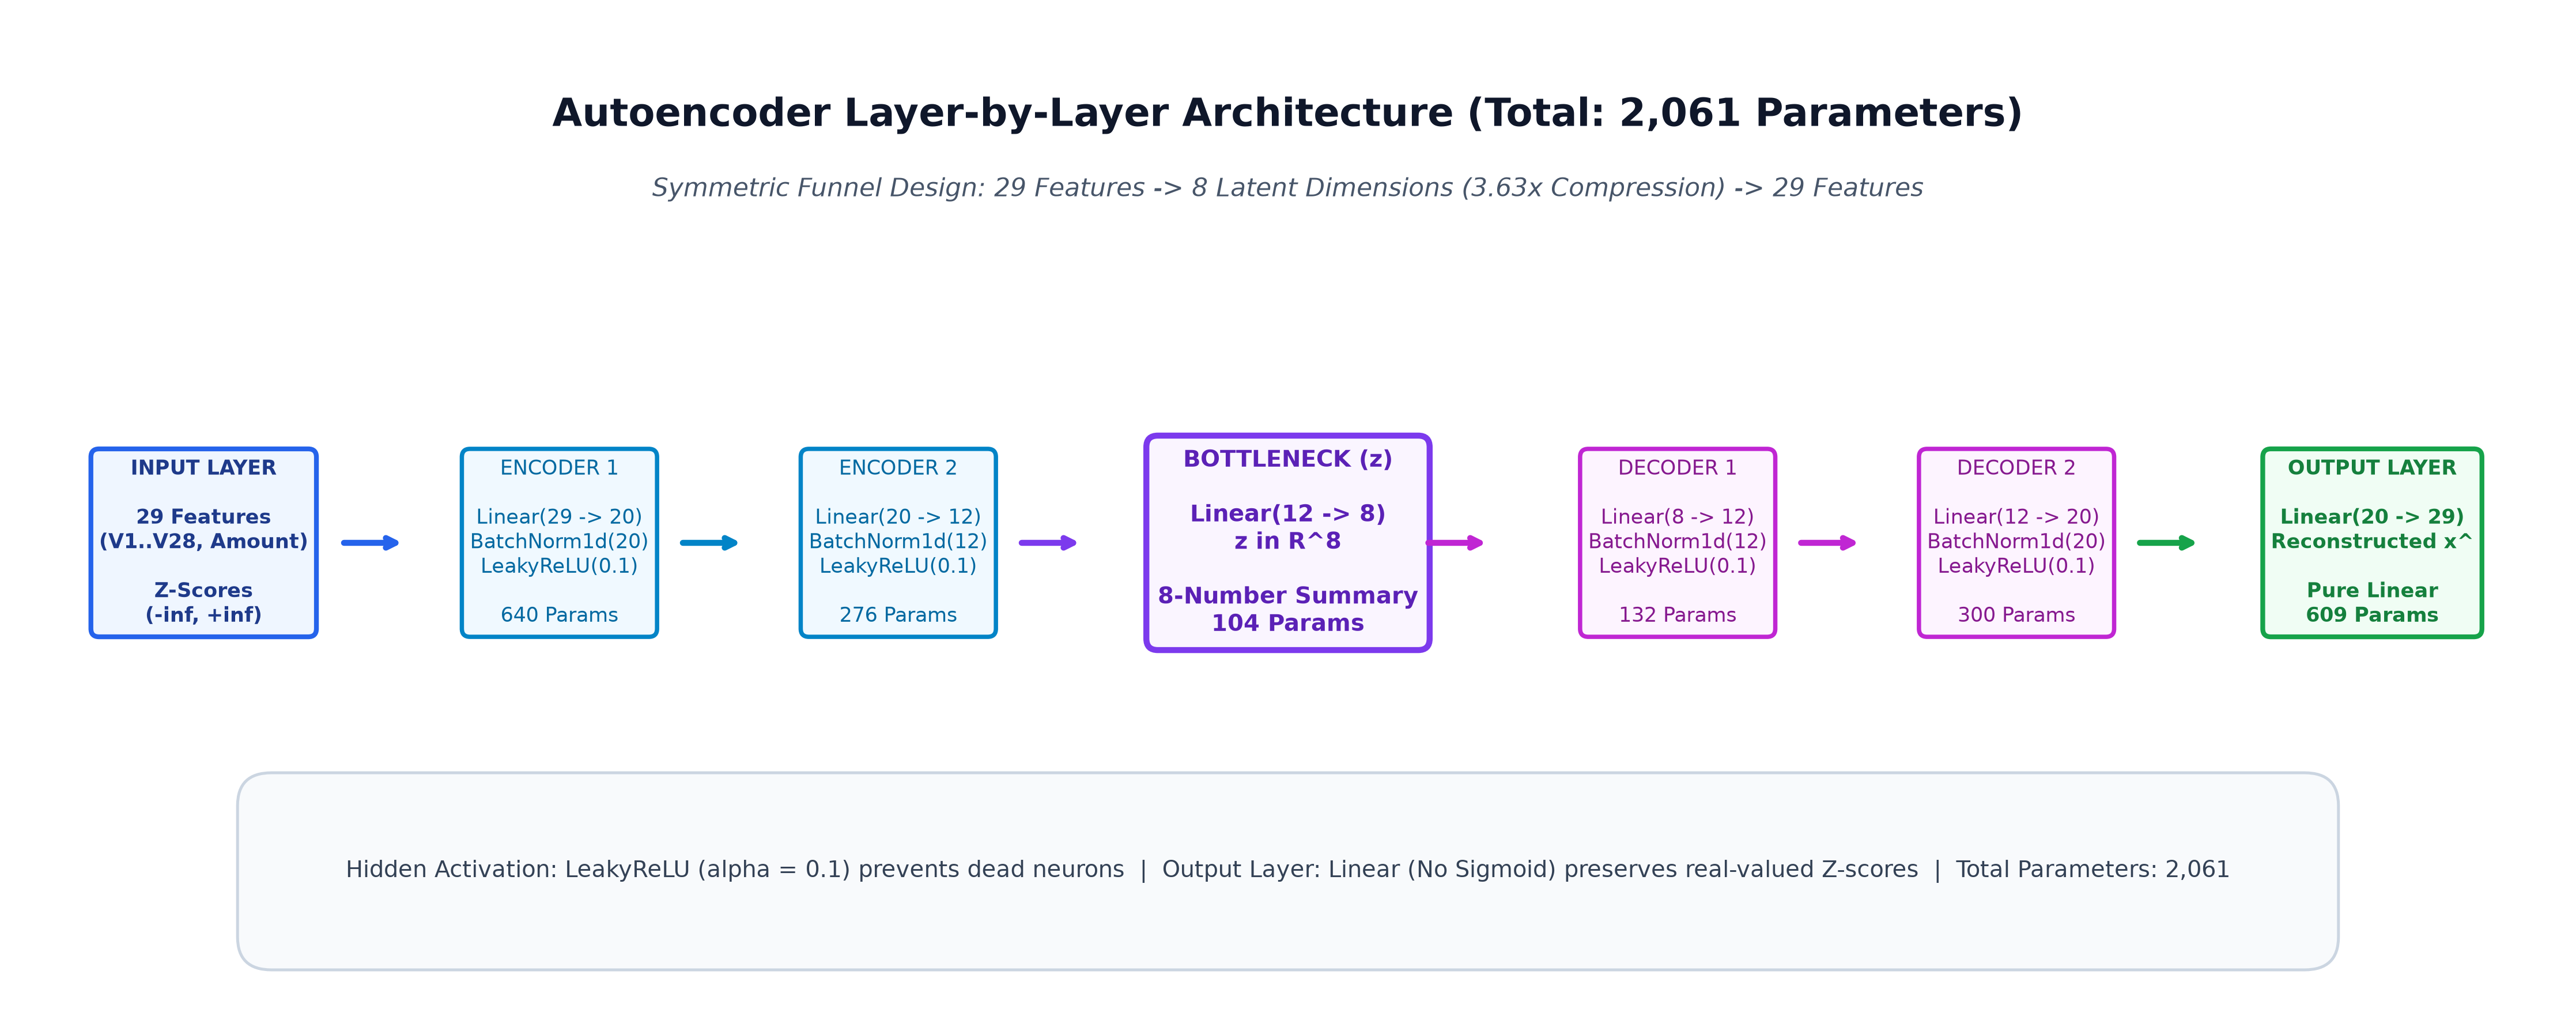 Autoencoder Layer-by-Layer Architecture (Total: 2,061 Parameters)
Symmetric Funnel Design: 29 Features -> 8 Latent Dimensions (3.63x Compression) -> 29 Features
INPUT LAYER
29 Features
(V1..V28, Amount)
Z-Scores
(-inf, +inf)
ENCODER 1
Linear(29 -> 20)
BatchNorm1d(20)
LeakyReLU(0.1)
640 Params
ENCODER 2
Linear(20 -> 12)
BatchNorm1d(12)
LeakyReLU(0.1)
276 Params
BOTTLENECK (z)
Linear(12 -> 8)
z in R^8
8-Number Summary
104 Params
DECODER 1
Linear(8 -> 12)
BatchNorm1d(12)
LeakyReLU(0.1)
132 Params
DECODER 2
Linear(12 -> 20)
BatchNorm1d(20)
LeakyReLU(0.1)
300 Params
OUTPUT LAYER
Linear(20 -> 29)
Reconstructed x^
Pure Linear
609 Params
Hidden Activation: LeakyReLU (alpha = 0.1) prevents dead neurons | Output Layer: Linear (No Sigmoid) preserves real-valued Z-scores | Total Parameters: 2,061